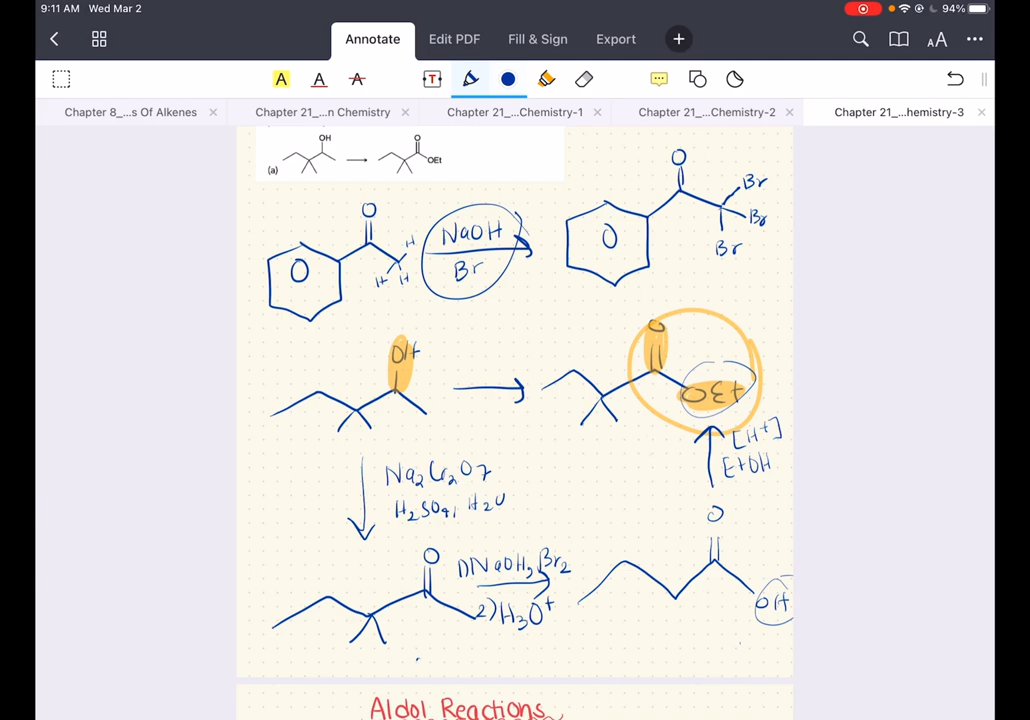 9:11 AM Wed Mar 2
94%
Annotate
Edit PDF
Fill & Sign
Export
+
AA
A A A T
Chapter 8_...s Of Alkenes ×
Chapter 21_...n Chemistry ×
Chapter 21_...Chemistry-1 ×
Chapter 21_...Chemistry-2 ×
Chapter 21_...hemistry-3 ×
OH
O
OEt
(a)
O
Br
Br
Br
O
O
H
H
H
O
NaOH
Br
OH
O
OEt
[H+]
EtOH
Na2Cr2O7
H2SO4, H2O
O
1)NaOH, Br2
2)H3O+
O
OH
Aldol Reactions